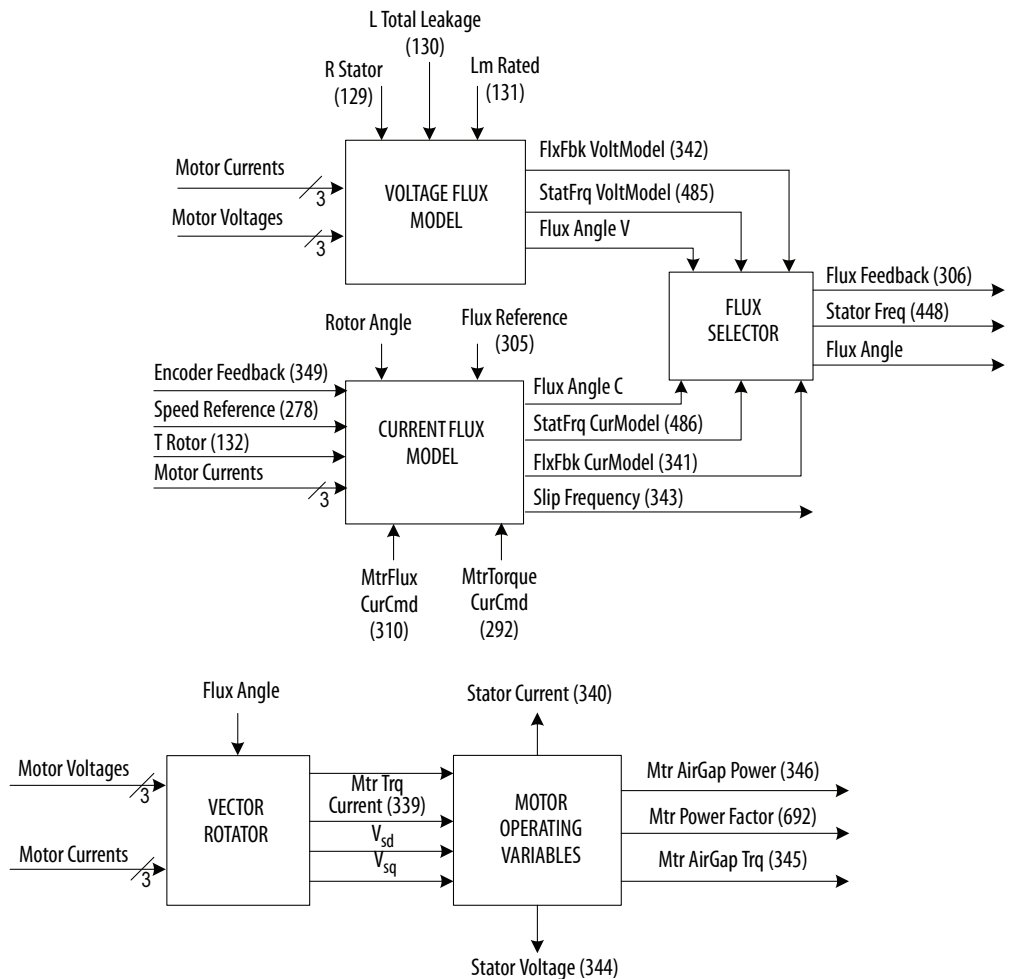 L Total Leakage
(130)
R Stator
(129)
Lm Rated
(131)
Motor Currents
3
Motor Voltages
3
VOLTAGE FLUX
MODEL
FlxFbk VoltModel (342)
StatFrq VoltModel (485)
Flux Angle V
FLUX
SELECTOR
Flux Feedback (306)
Stator Freq (448)
Flux Angle
Rotor Angle
Flux Reference
(305)
Encoder Feedback (349)
Speed Reference (278)
T Rotor (132)
Motor Currents
3
CURRENT FLUX
MODEL
Flux Angle C
StatFrq CurModel (486)
FlxFbk CurModel (341)
Slip Frequency (343)
MtrFlux
CurCmd
(310)
MtrTorque
CurCmd
(292)
Flux Angle
Stator Current (340)
Motor Voltages
3
Motor Currents
3
VECTOR
ROTATOR
Mtr Trq
Current (339)
Vsd
Vsq
MOTOR
OPERATING
VARIABLES
Mtr AirGap Power (346)
Mtr Power Factor (692)
Mtr AirGap Trq (345)
Stator Voltage (344)